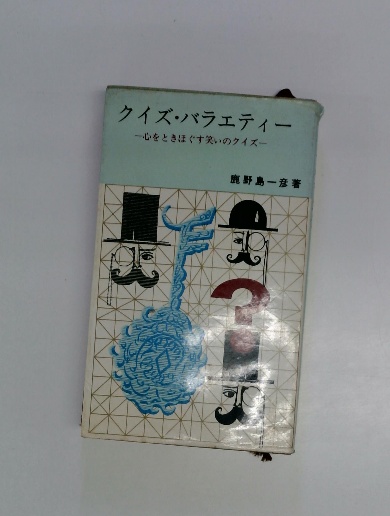 クイズ・バラエティー
―心をときほぐす笑いのクイズ―
鹿野島一彦著
?